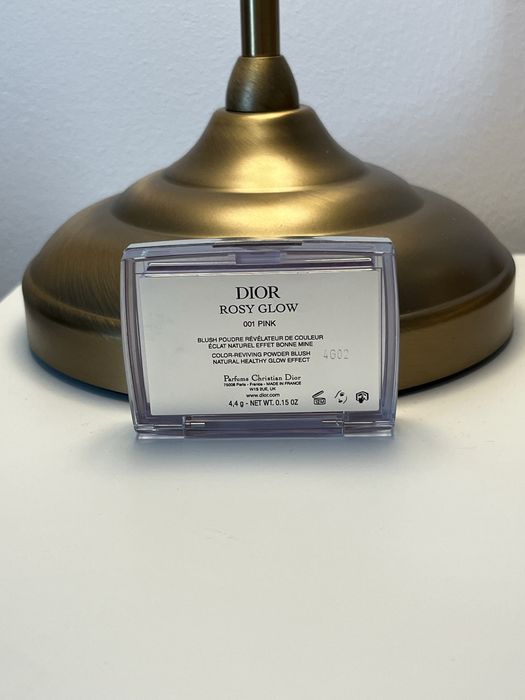 DIOR
ROSY GLOW
001 PINK
BLUSH POUDRE RÉVÉLATEUR DE COULEUR
ÉCLAT NATUREL EFFET BONNE MINE
COLOR-REVIVING POWDER BLUSH
NATURAL HEALTHY GLOW EFFECT
4G02
Parfums Christian Dior
75008 Paris - France - MADE IN FRANCE
W1S 9UE, UK
www.dior.com
4,4 g - NET WT. 0.15 OZ
12M